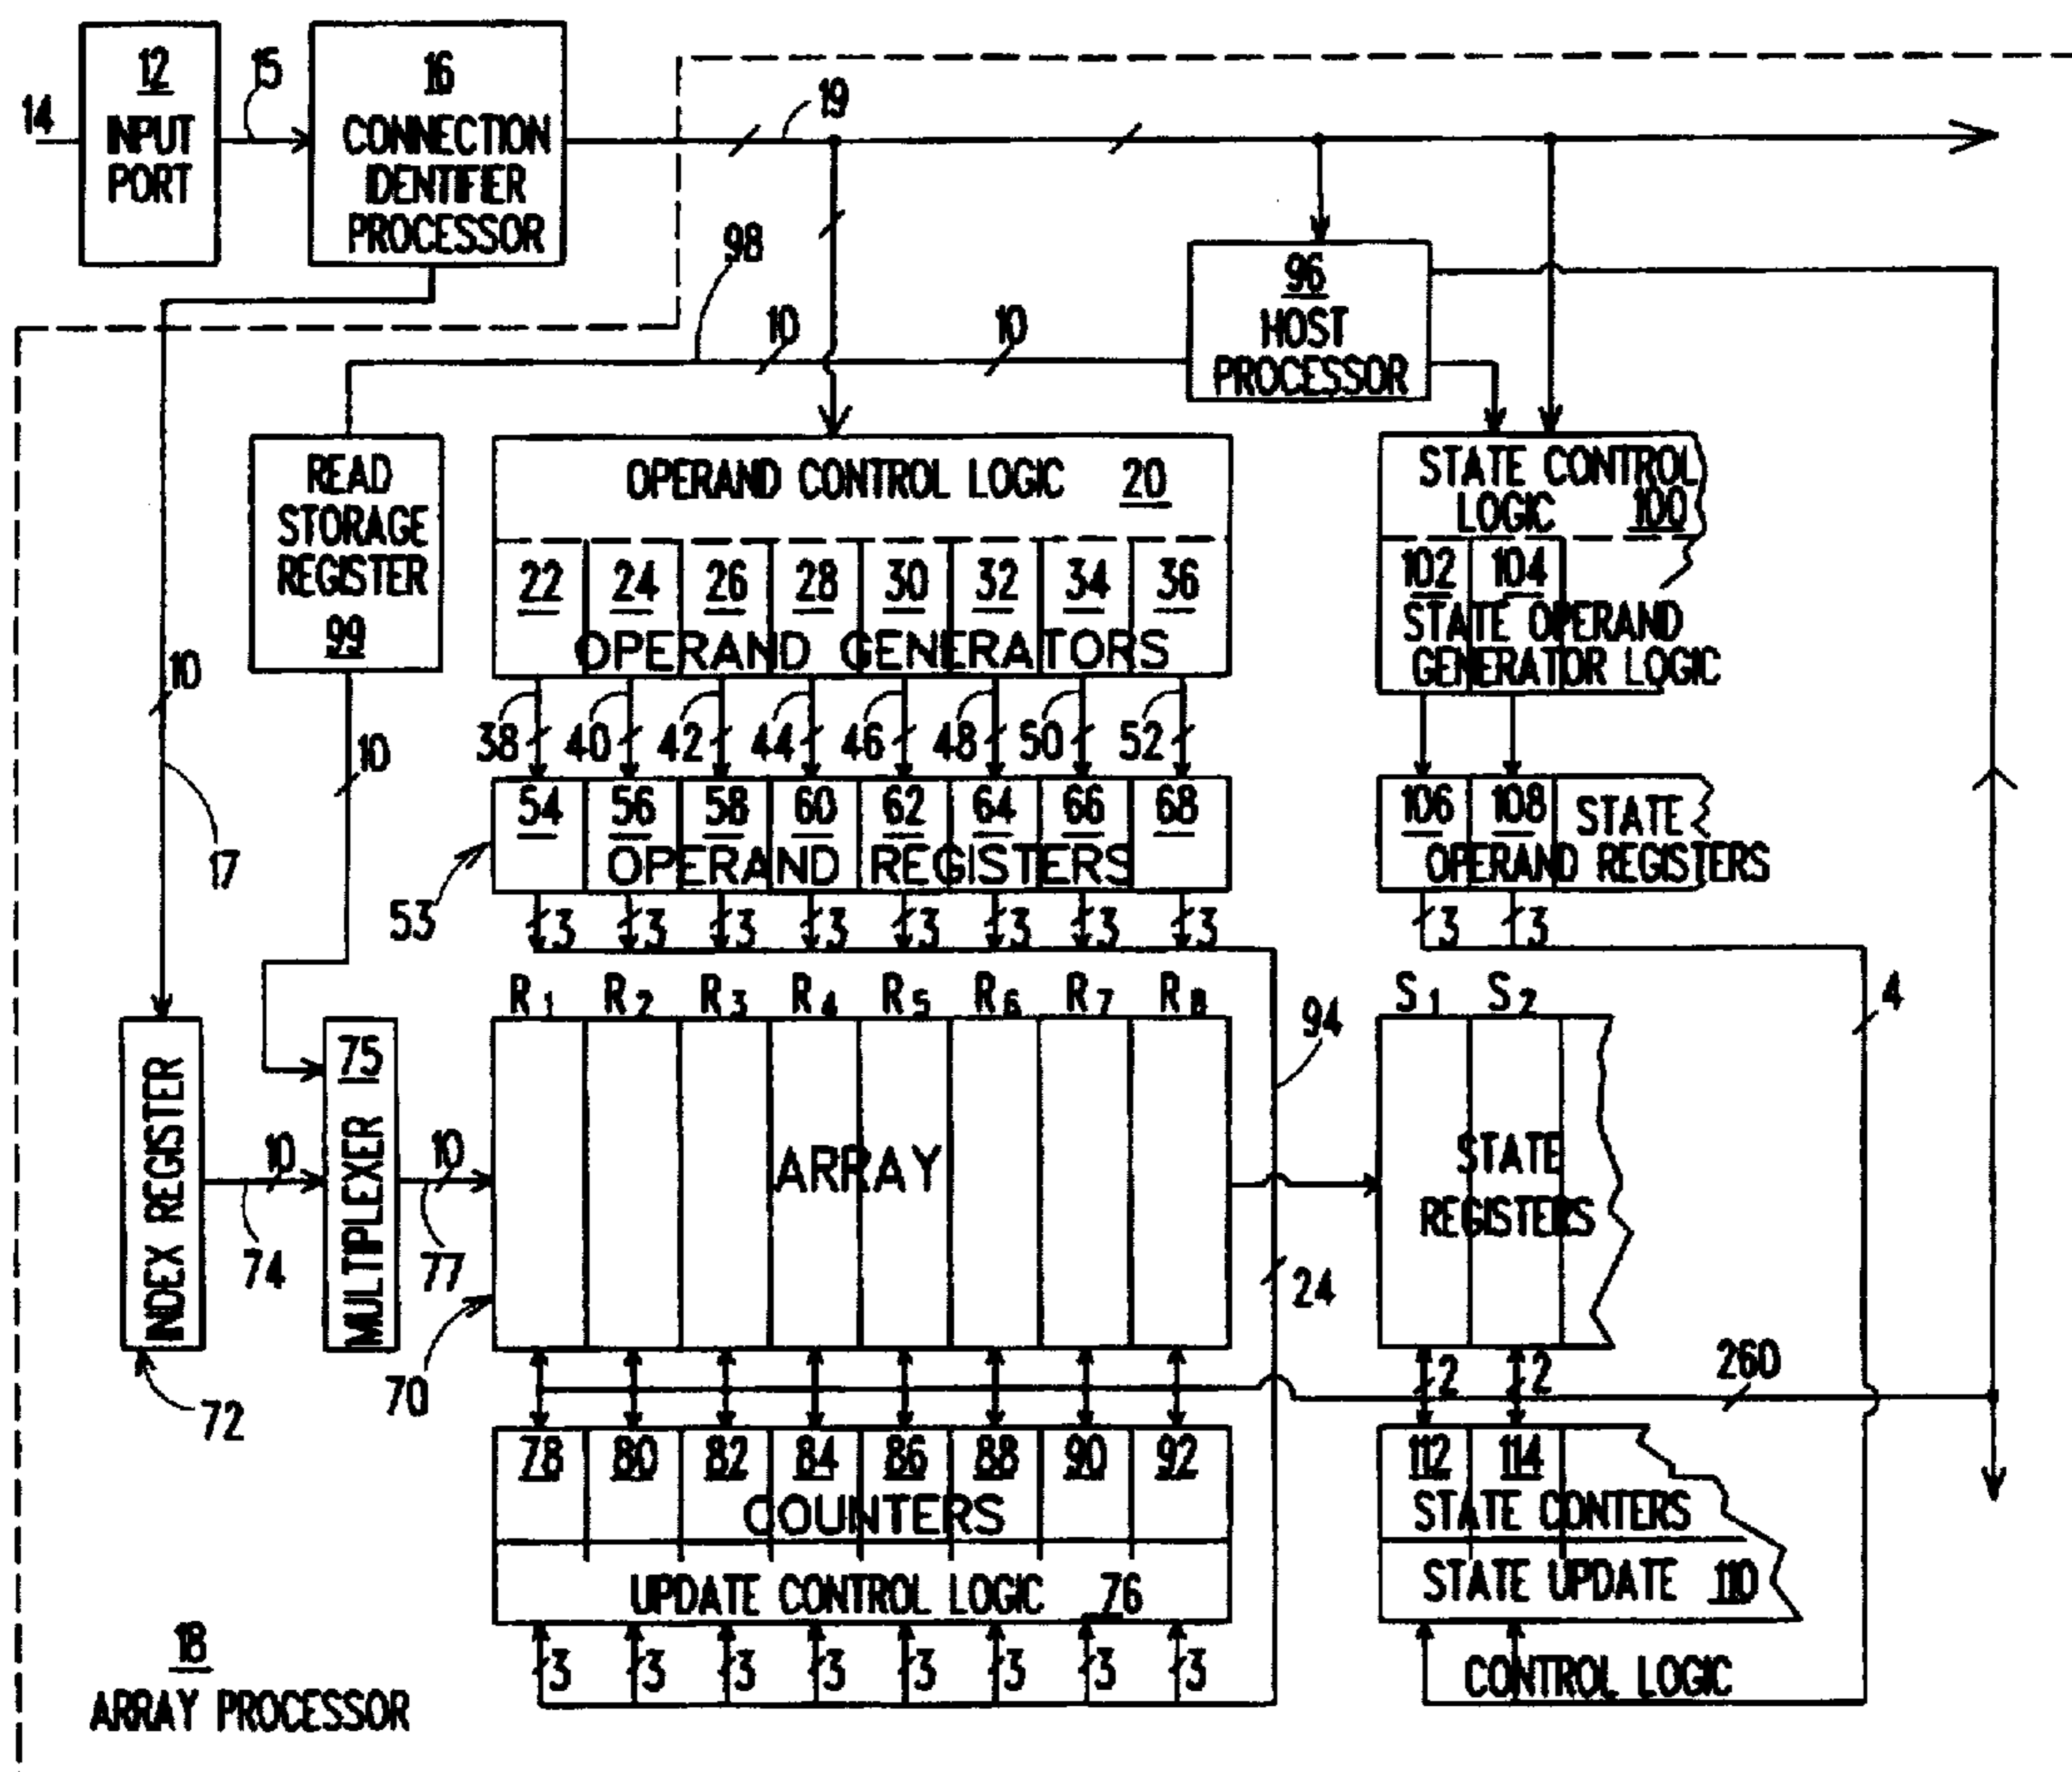 12
INPUT
PORT
14
15
16
CONNECTION
IDENTIFIER
PROCESSOR
19
98
10
10
96
HOST
PROCESSOR
READ
STORAGE
REGISTER
99
OPERAND CONTROL LOGIC 20
22 24 26 28 30 32 34 36
OPERAND GENERATORS
STATE CONTROL
LOGIC 100
102 104
STATE OPERAND
GENERATOR LOGIC
10
10
17
38 40 42 44 46 48 50 52
54 56 58 60 62 64 66 68
OPERAND REGISTERS
53
106 108 STATE
OPERAND REGISTERS
3 3 3 3 3 3 3 3
3 3
R1 R2 R3 R4 R5 R6 R7 R8
S1 S2
4
94
INDEX REGISTER
72
10
74
75
MULTIPLEXER
10
77
70
ARRAY
24
STATE
REGISTERS
2 2
260
78 80 82 84 86 88 90 92
COUNTERS
UPDATE CONTROL LOGIC 76
112 114
STATE CONTERS
STATE UPDATE 110
CONTROL LOGIC
3 3 3 3 3 3 3 3
18
ARRAY PROCESSOR